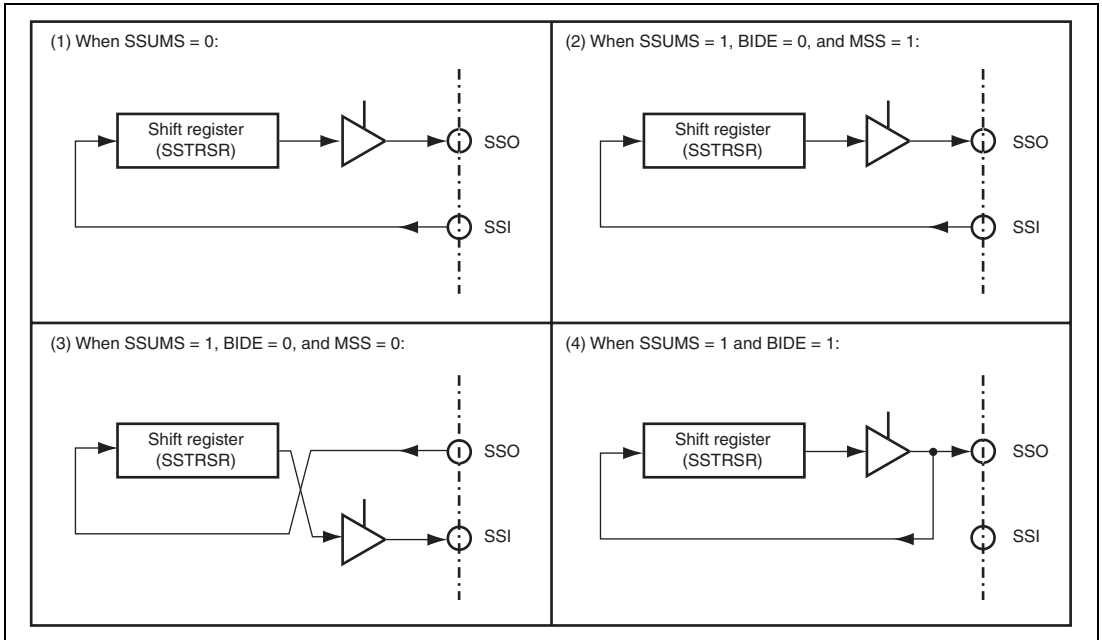 (1) When SSUMS = 0:
Shift register
(SSTRSR)
SSO
SSI
(2) When SSUMS = 1, BIDE = 0, and MSS = 1:
Shift register
(SSTRSR)
SSO
SSI
(3) When SSUMS = 1, BIDE = 0, and MSS = 0:
Shift register
(SSTRSR)
SSO
SSI
(4) When SSUMS = 1 and BIDE = 1:
Shift register
(SSTRSR)
SSO
SSI